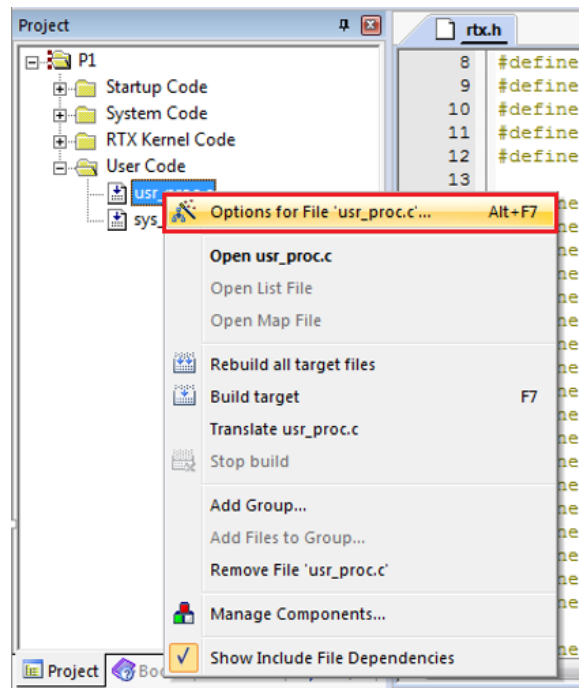 Project
rtx.h
P1
Startup Code
System Code
RTX Kernel Code
User Code
usr_proc.c
sys_
8 #define
9 #define
10 #define
11 #define
12 #define
13
Options for File 'usr_proc.c'... Alt+F7
Open usr_proc.c
Open List File
Open Map File
Rebuild all target files
Build target F7
Translate usr_proc.c
Stop build
Add Group...
Add Files to Group...
Remove File 'usr_proc.c'
Manage Components...
Show Include File Dependencies
Project
Boo